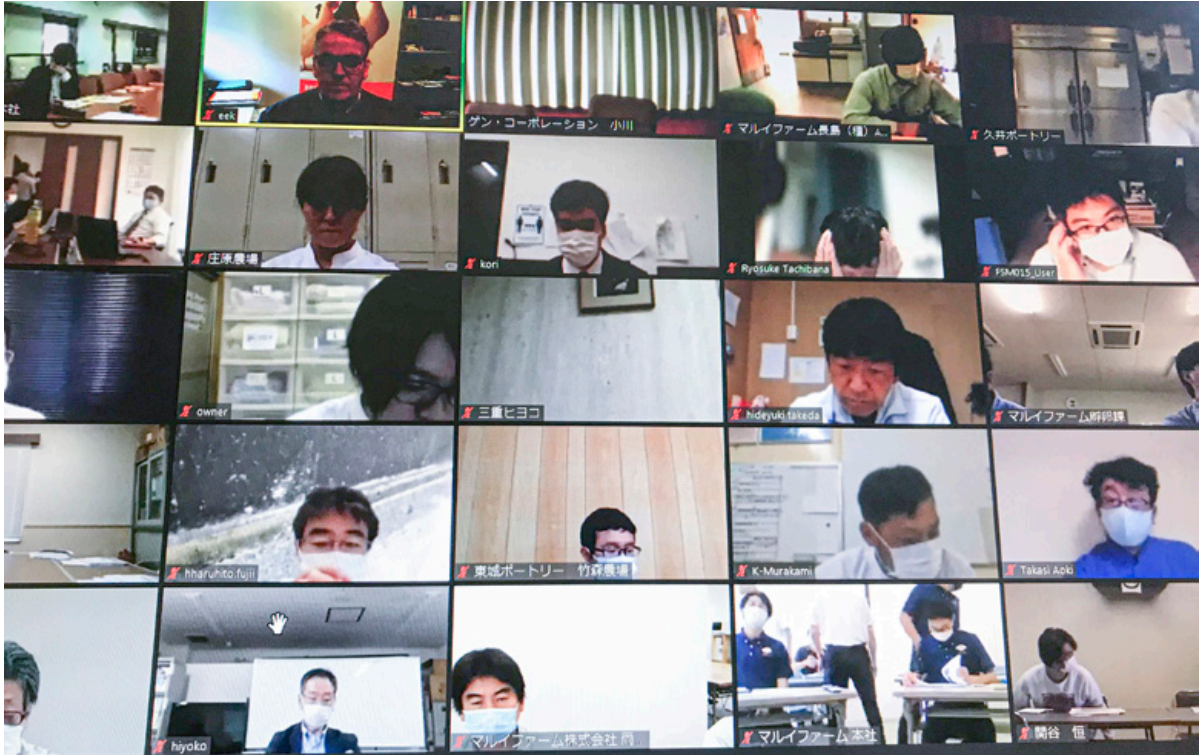 社
eek
ゲン・コーポレーション 小川
マルイファーム長島（種）A...
久井ポートリー
庄原農場
kori
Ryosuke Tachibana
FSM015_User
owner
三重ヒヨコ
hideyuki takeda
マルイファーム孵卵課
hharuhito.fujii
東城ポートリー 竹森農場
K-Murakami
Takasi Aoki
hiyoko
マルイファーム株式会社
マルイファーム 本社
関谷 恒